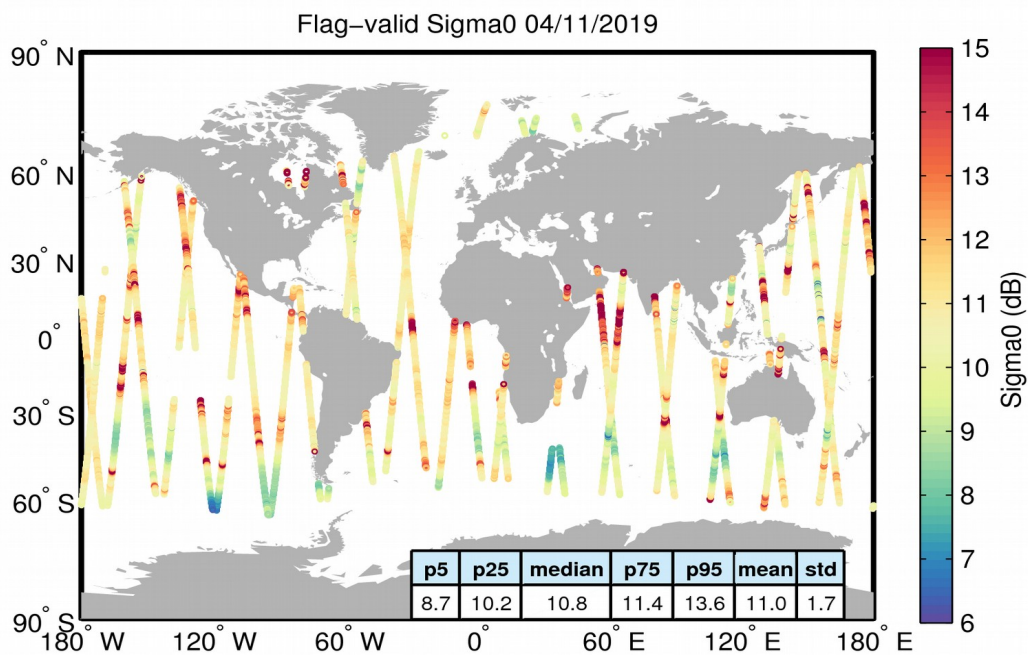 Flag−valid Sigma0 04/11/2019
90° N
60° N
30° N
0°
30° S
60° S
90° S
180° W
120° W
60° W
0°
60° E
120° E
180° E
15
14
13
12
11
10
9
8
7
6
Sigma0 (dB)
p5 p25 median p75 p95 mean std
8.7 10.2 10.8 11.4 13.6 11.0 1.7